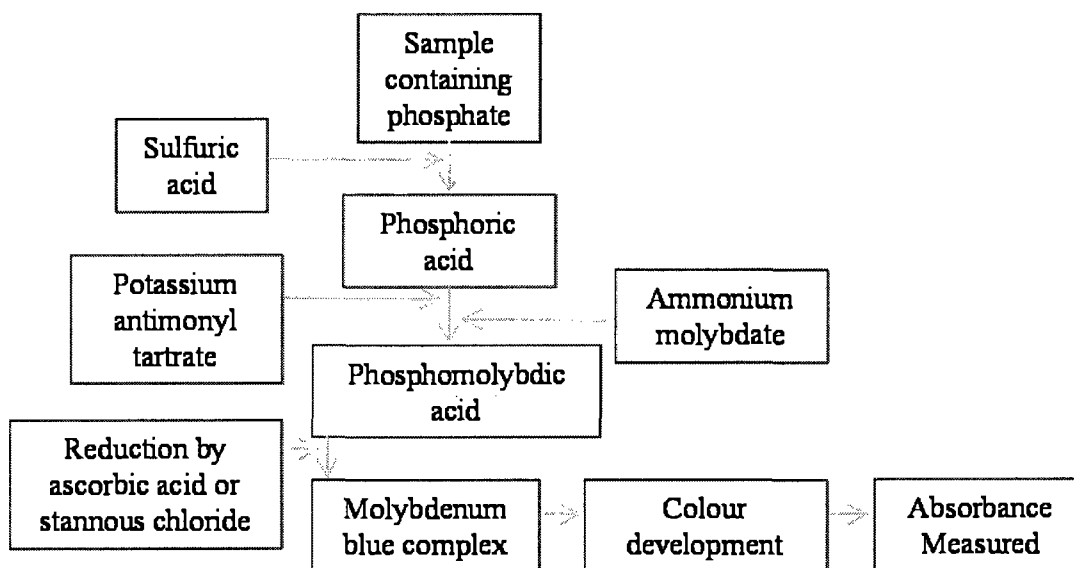 Sample
containing
phosphate
Sulfuric
acid
Phosphoric
acid
Potassium
antimonyl
tartrate
Ammonium
molybdate
Phosphomolybdic
acid
Reduction by
ascorbic acid or
stannous chloride
Molybdenum
blue complex
Colour
development
Absorbance
Measured